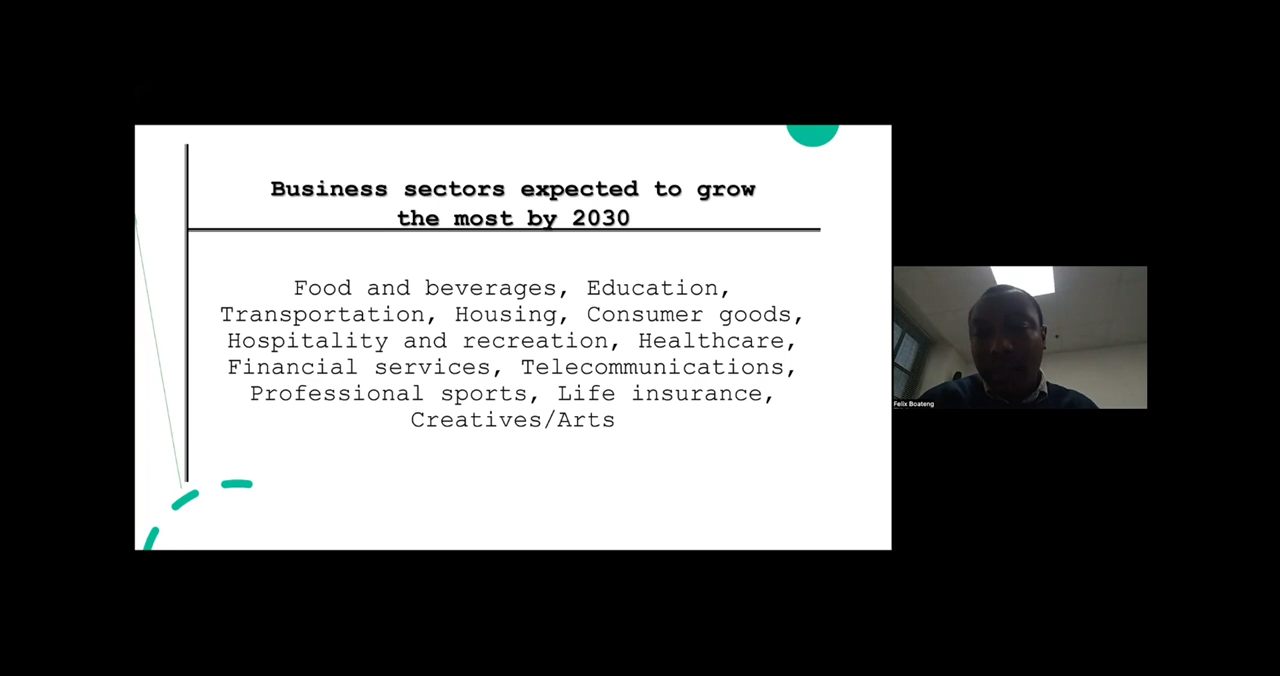 Business sectors expected to grow
the most by 2030
Food and beverages, Education,
Transportation, Housing, Consumer goods,
Hospitality and recreation, Healthcare,
Financial services, Telecommunications,
Professional sports, Life insurance,
Creatives/Arts
Felix Boateng